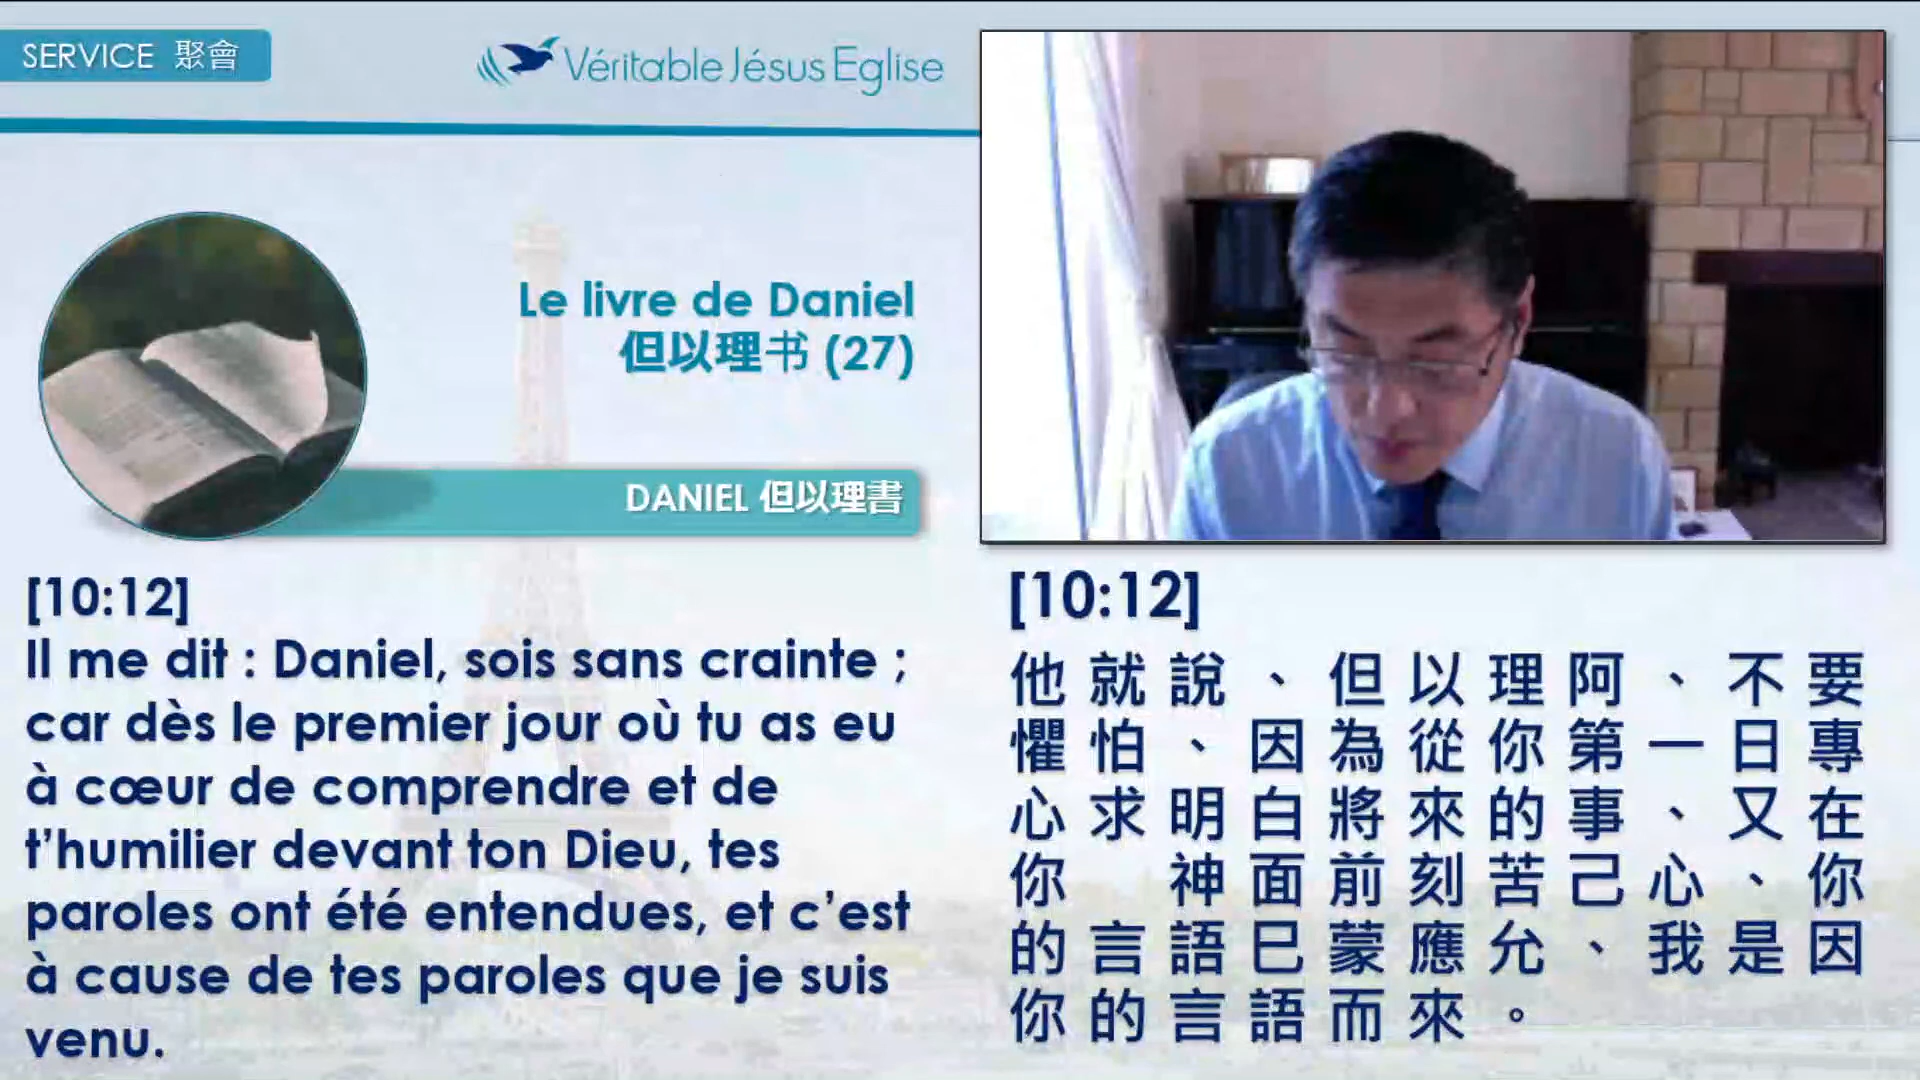 SERVICE 聚會
Véritable Jésus Eglise
Le livre de Daniel
但以理书 (27)
DANIEL 但以理書
[10:12]
Il me dit : Daniel, sois sans crainte ;
car dès le premier jour où tu as eu
à cœur de comprendre et de
t’humilier devant ton Dieu, tes
paroles ont été entendues, et c’est
à cause de tes paroles que je suis
venu.
[10:12]
他就說、但以理阿、不要
懼怕、因為從你第一日專
心求明白將來的事、又在
你　神面前刻苦己心、你
的言語已蒙應允、我是因
你的言語而來。